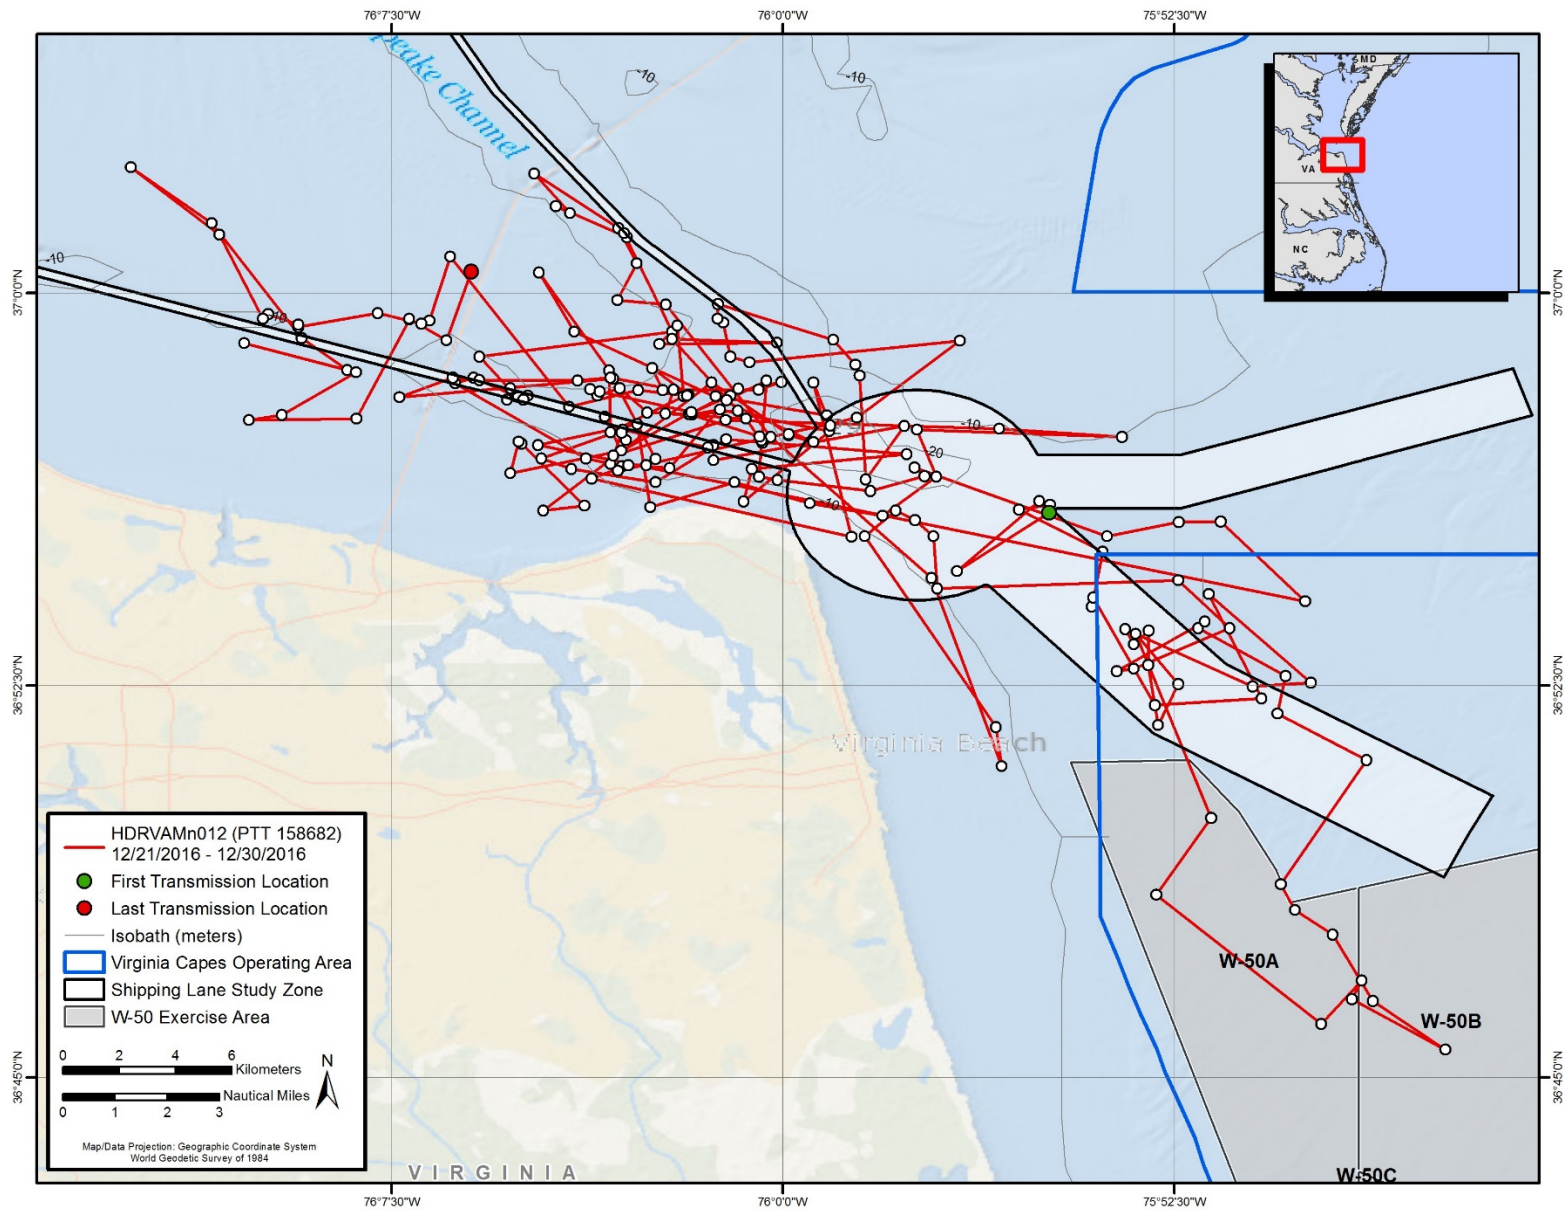 76°7'30"W
76°0'0"W
75°52'30"W
peake Channel
-10
-10
MD
VA
NC
37°0'0"N
37°0'0"N
-10
-10
-10
-20
-10
36°52'30"N
36°52'30"N
Virginia Beach
HDRVAMn012 (PTT 158682)
12/21/2016 - 12/30/2016
First Transmission Location
Last Transmission Location
Isobath (meters)
Virginia Capes Operating Area
Shipping Lane Study Zone
W-50 Exercise Area
0 2 4 6
Kilometers
N
Nautical Miles
0 1 2 3
Map/Data Projection: Geographic Coordinate System
World Geodetic Survey of 1984
W-50A
W-50B
36°45'0"N
36°45'0"N
VIRGINIA
W-50C
76°7'30"W
76°0'0"W
75°52'30"W